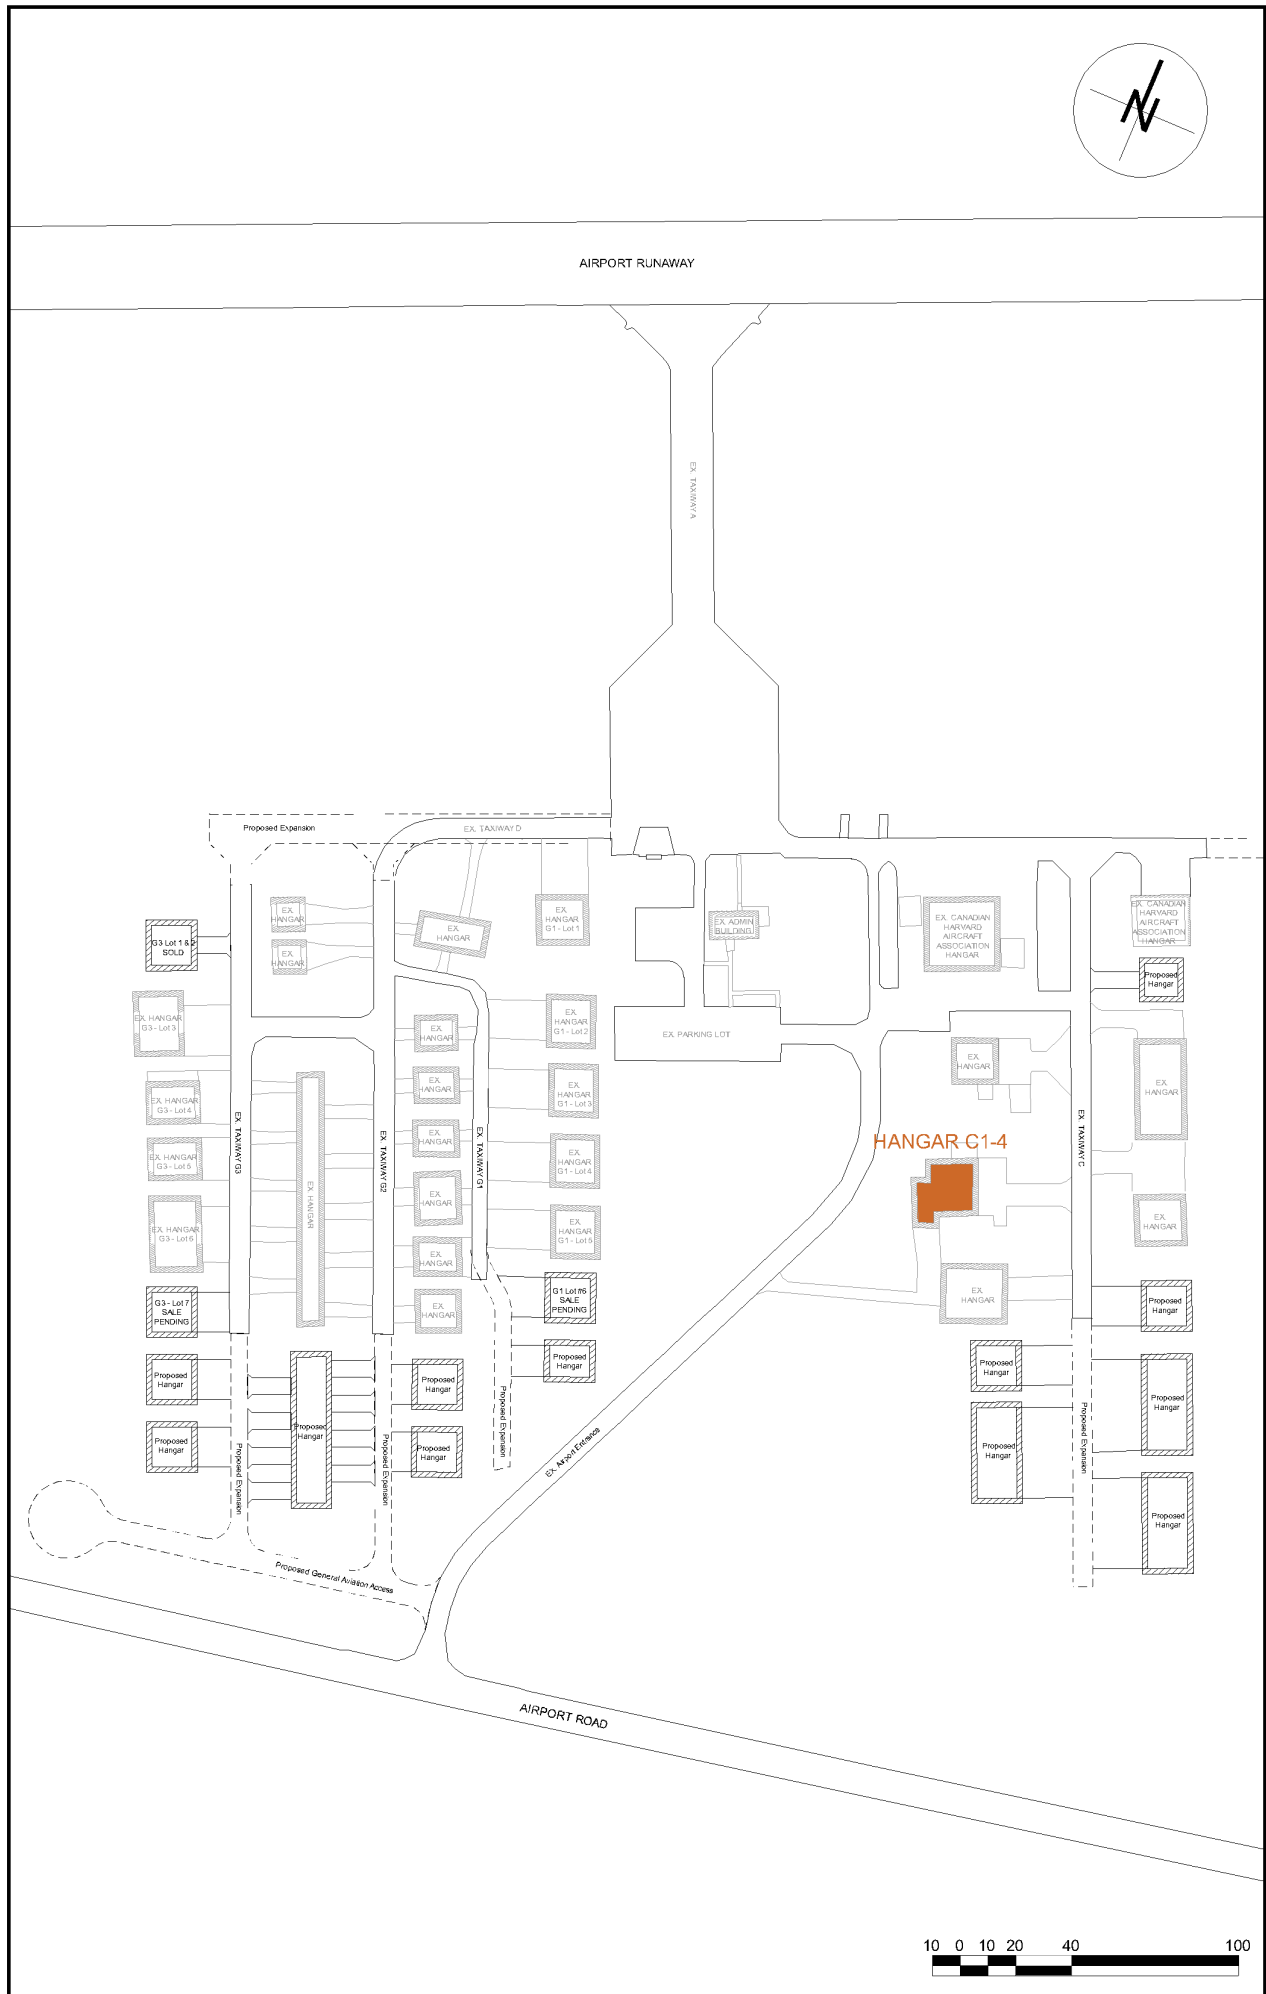 N
AIRPORT RUNAWAY
EX. TAXIWAY A
Proposed Expansion
EX. TAXIWAY D
EX.
HANGAR
EX.
HANGAR
EX.
HANGAR
EX.
HANGAR
G1 - Lot 1
EX. ADMIN
BUILDING
EX. CANADIAN
HARVARD
AIRCRAFT
ASSOCIATION
HANGAR
EX. CANADIAN
HARVARD
AIRCRAFT
ASSOCIATION
HANGAR
G3 Lot 1 & 2
SOLD
Proposed
Hangar
EX. HANGAR
G3 - Lot 3
EX.
HANGAR
EX.
HANGAR
G1 - Lot 2
EX. PARKING LOT
EX.
HANGAR
EX.
HANGAR
EX. HANGAR
G3 - Lot 4
EX.
HANGAR
EX.
HANGAR
G1 - Lot 3
EX. TAXIWAY G3
EX. TAXIWAY G2
EX. TAXIWAY G1
EX. TAXIWAY C
EX. HANGAR
G3 - Lot 5
EX.
HANGAR
EX.
HANGAR
G1 - Lot 4
HANGAR C1-4
EX. HANGAR
EX. HANGAR
G3 - Lot 6
EX.
HANGAR
EX.
HANGAR
G1 - Lot 5
EX.
HANGAR
EX.
HANGAR
G3 - Lot 7
SALE
PENDING
EX.
HANGAR
G1 Lot #6
SALE
PENDING
EX.
HANGAR
Proposed
Hangar
Proposed
Hangar
Proposed
Hangar
Proposed
Hangar
Proposed
Hangar
Proposed
Hangar
Proposed
Hangar
Proposed
Hangar
Proposed
Hangar
Proposed
Hangar
Proposed
Hangar
Proposed Expansion
Proposed Expansion
Proposed Expansion
Proposed Expansion
EX. Airport Entrance
Proposed
Hangar
Proposed General Aviation Access
AIRPORT ROAD
10 0 10 20 40 100